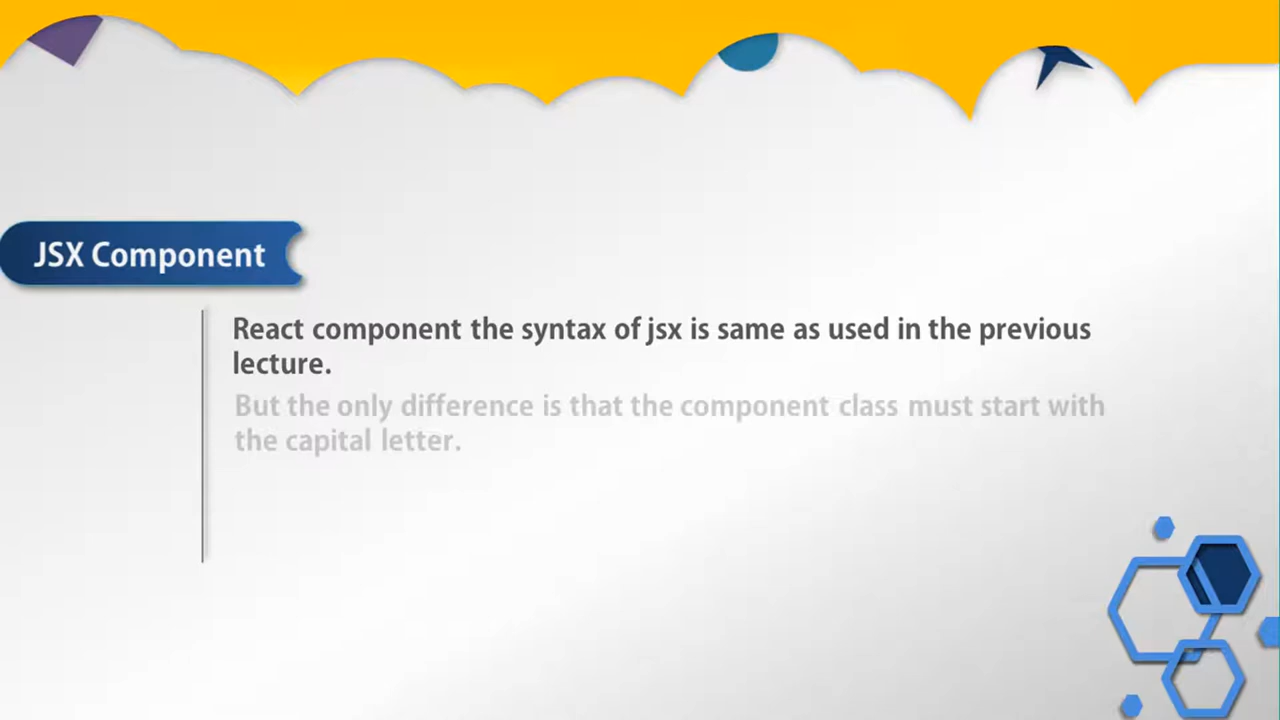 JSX Component
React component the syntax of jsx is same as used in the previous
lecture.
But the only difference is that the component class must start with
the capital letter.